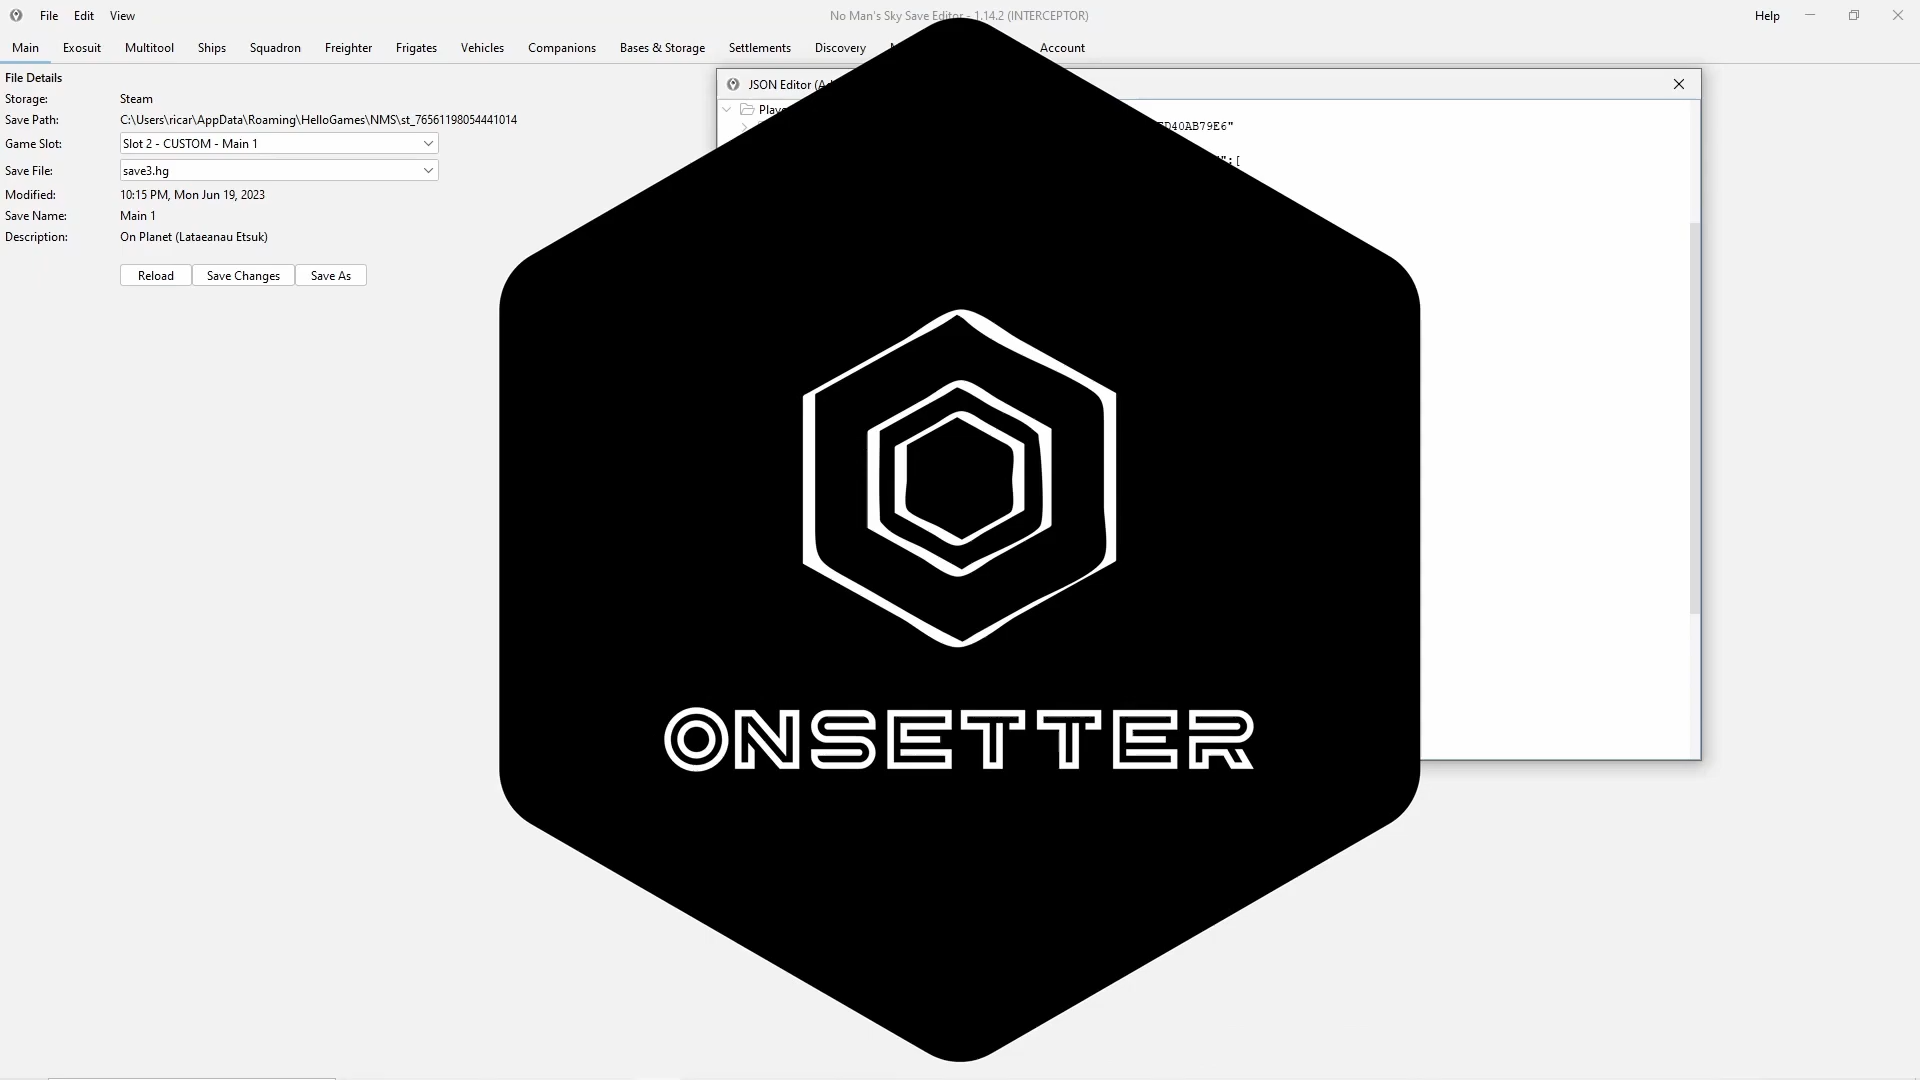 File Edit View
No Man's Sky Save Editor - 1.14.2 (INTERCEPTOR)
Help
Main Exosuit Multitool Ships Squadron Freighter Frigates Vehicles Companions Bases & Storage Settlements Discovery Account
File Details
Storage: Steam
Save Path: C:\Users\ricar\AppData\Roaming\HelloGames\NMS\st_76561198054441014
Game Slot: Slot 2 - CUSTOM - Main 1
Save File: save3.hg
Modified: 10:15 PM, Mon Jun 19, 2023
Save Name: Main 1
Description: On Planet (Lataeanau Etsuk)
Reload Save Changes Save As
JSON Editor
D40AB79E6"
":[
ONSETTER